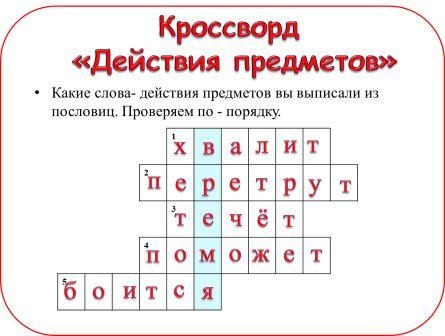 Кроссворд
«Действия предметов»
• Какие слова- действия предметов вы выписали из
пословиц. Проверяем по - порядку.
1 х в а л и т
2 п е р е т р у т
3 т е ч ёт
4 п о м о ж е т
5 б о и т с я